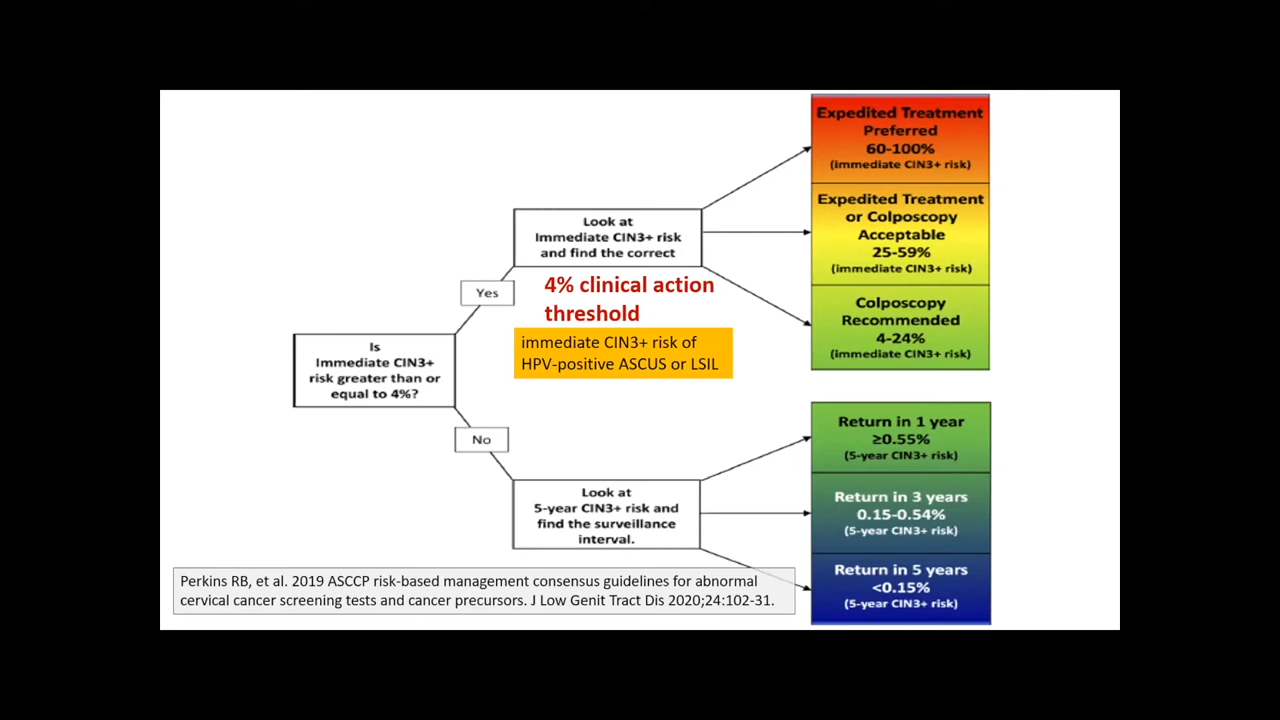 Is
Immediate CIN3+
risk greater than or
equal to 4%?
Yes
No
Look at
Immediate CIN3+ risk
and find the correct
4% clinical action
threshold
immediate CIN3+ risk of
HPV-positive ASCUS or LSIL
Expedited Treatment
Preferred
60-100%
(immediate CIN3+ risk)
Expedited Treatment
or Colposcopy
Acceptable
25-59%
(immediate CIN3+ risk)
Colposcopy
Recommended
4-24%
(immediate CIN3+ risk)
Look at
5-year CIN3+ risk and
find the surveillance
interval.
Return in 1 year
≥0.55%
(5-year CIN3+ risk)
Return in 3 years
0.15-0.54%
(5-year CIN3+ risk)
Return in 5 years
<0.15%
(5-year CIN3+ risk)
Perkins RB, et al. 2019 ASCCP risk-based management consensus guidelines for abnormal
cervical cancer screening tests and cancer precursors. J Low Genit Tract Dis 2020;24:102-31.